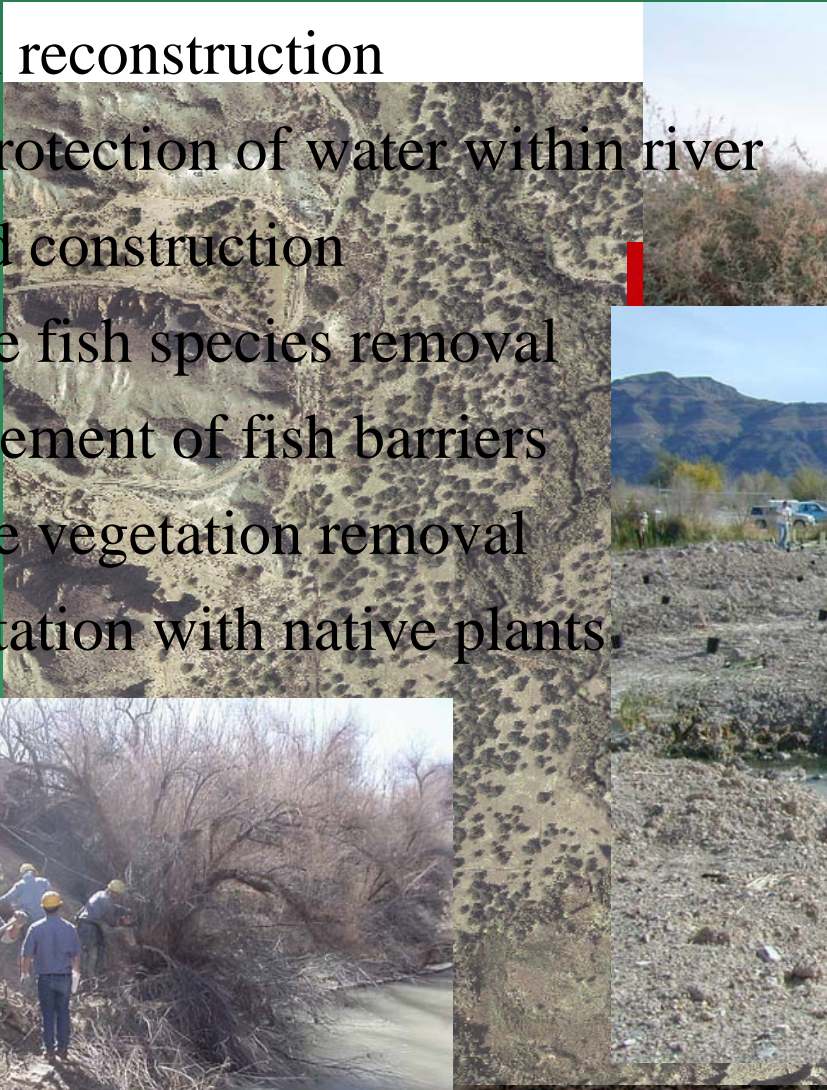 reconstruction
rotection of water within river
d construction
e fish species removal
ement of fish barriers
e vegetation removal
tation with native plants